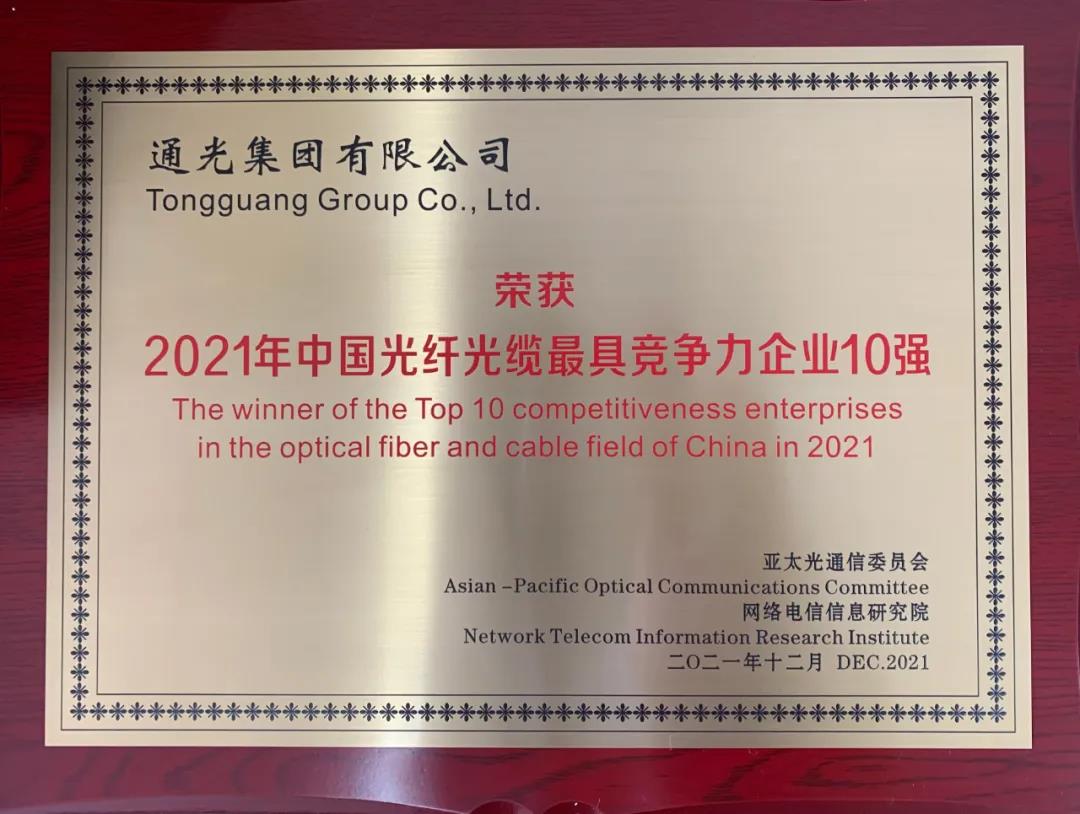 通光集团有限公司
Tongguang Group Co., Ltd.
荣获
2021年中国光纤光缆最具竞争力企业10强
The winner of the Top 10 competitiveness enterprises
in the optical fiber and cable field of China in 2021
亚太光通信委员会
Asian -Pacific Optical Communications Committee
网络电信信息研究院
Network Telecom Information Research Institute
二〇二一年十二月 DEC.2021